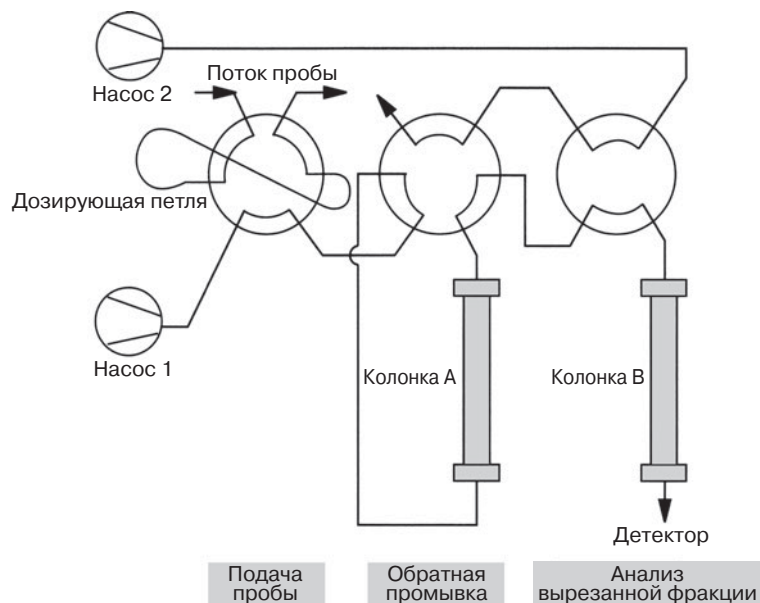 Насос 2
Поток пробы
Дозирующая петля
Насос 1
Колонка А
Колонка В
Детектор
Подача
пробы
Обратная
промывка
Анализ
вырезанной фракции